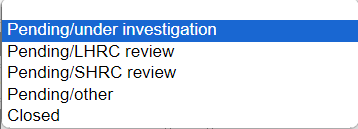 Pending/under investigation
Pending/LHRC review
Pending/SHRC review
Pending/other
Closed